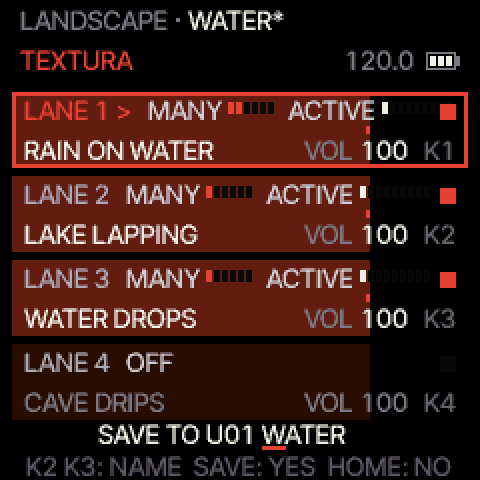 LANDSCAPE · WATER*
TEXTURA 120.0
LANE 1 > MANY ACTIVE
RAIN ON WATER VOL 100 K1
LANE 2 MANY ACTIVE
LAKE LAPPING VOL 100 K2
LANE 3 MANY ACTIVE
WATER DROPS VOL 100 K3
LANE 4 OFF
CAVE DRIPS VOL 100 K4
SAVE TO U01 WATER
K2 K3: NAME SAVE: YES HOME: NO